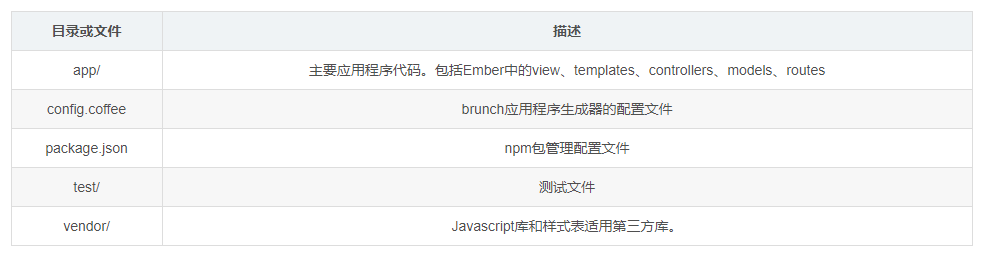 目录或文件 描述
app/ 主要应用程序代码。包括Ember中的view、templates、controllers、models、routes
config.coffee brunch应用程序生成器的配置文件
package.json npm包管理配置文件
test/ 测试文件
vendor/ Javascript库和样式表适用第三方库。